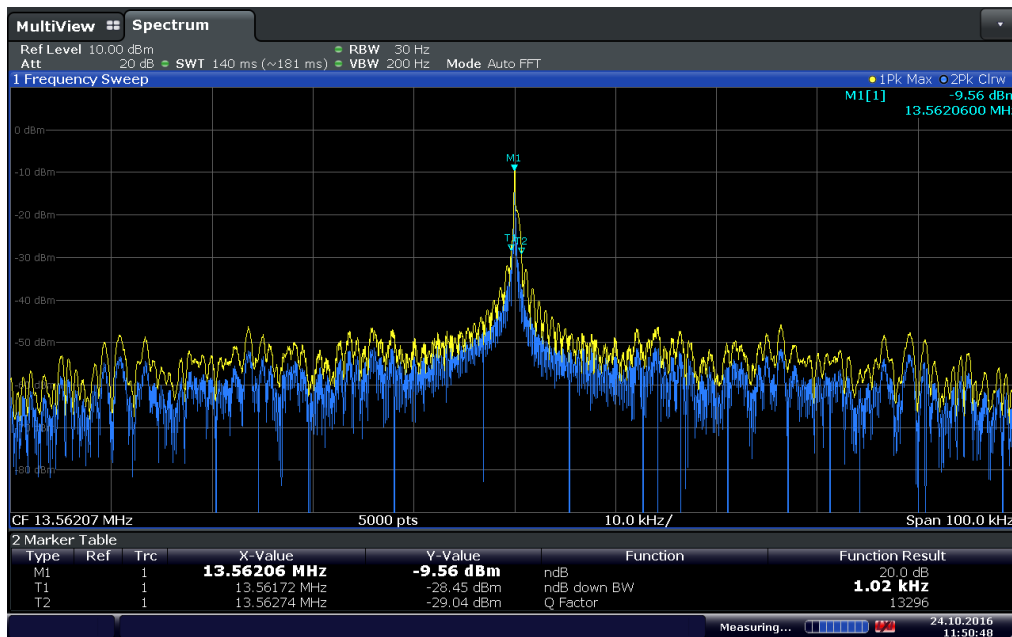 MultiView Spectrum
Ref Level 10.00 dBm RBW 30 Hz
Att 20 dB SWT 140 ms (~181 ms) VBW 200 Hz Mode Auto FFT
1 Frequency Sweep 1Pk Max 2Pk Clrw
M1[1] -9.56 dBm
13.5620600 MHz
0 dBm
M1
-10 dBm
-20 dBm
T1 T2
-30 dBm
-40 dBm
-50 dBm
-80 dBm
CF 13.56207 MHz 5000 pts 10.0 kHz/ Span 100.0 kHz
2 Marker Table
Type Ref Trc X-Value Y-Value Function Function Result
M1 1 13.56206 MHz -9.56 dBm ndB 20.0 dB
T1 1 13.56172 MHz -28.45 dBm ndB down BW 1.02 kHz
T2 1 13.56274 MHz -29.04 dBm Q Factor 13296
Measuring... 24.10.2016
11:50:48